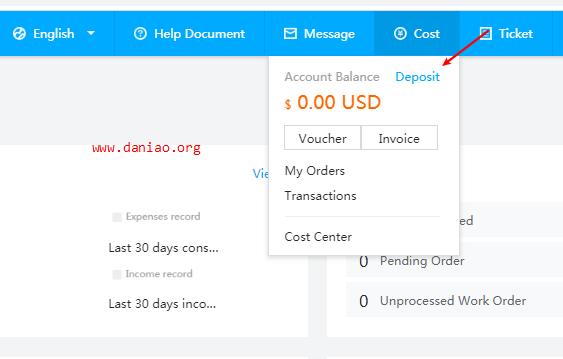 English
Help Document
Message
Cost
Ticket
Account Balance
Deposit
$ 0.00 USD
Voucher
Invoice
My Orders
Transactions
Cost Center
www.daniao.org
Expenses record
Last 30 days cons...
Income record
Last 30 days inco...
0 Pending Order
0 Unprocessed Work Order